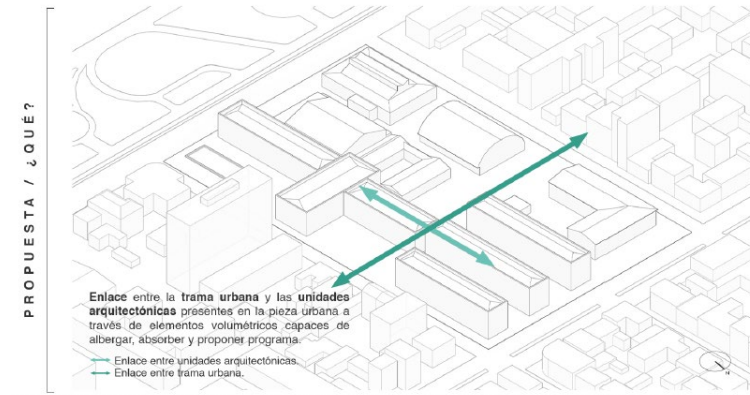 PROPUESTA / ¿QUÉ?
Enlace entre la trama urbana y las unidades
arquitectónicas presentes en la pieza urbana a
través de elementos volumétricos capaces de
albergar, absorber y proponer programa.
Enlace entre unidades arquitectónicas.
Enlace entre trama urbana.
N